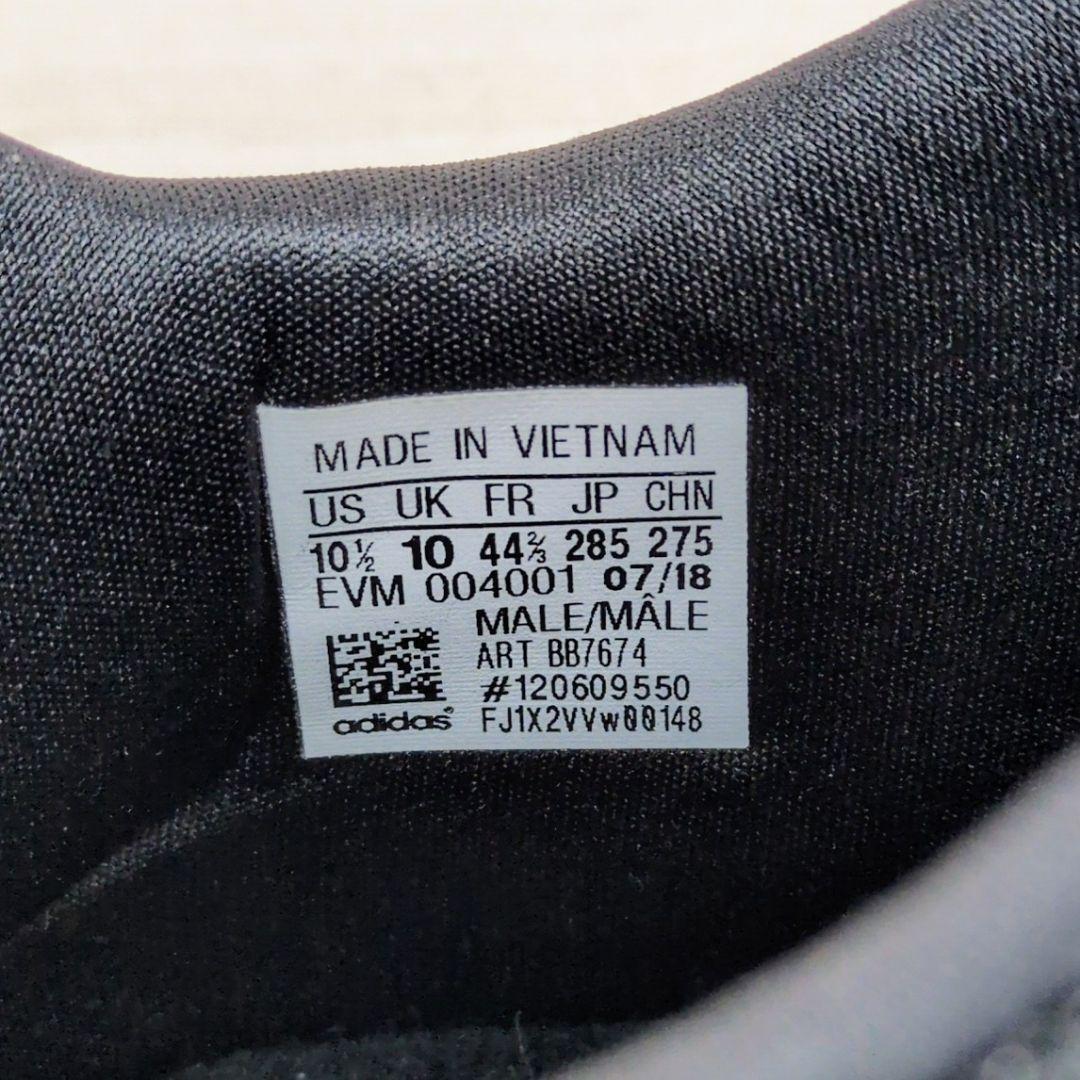 MADE IN VIETNAM
US UK FR JP CHN
10½ 10 44⅔ 285 275
EVM 004001 07/18
MALE/MÂLE
ART BB7674
#120609550
adidas® FJ1X2VVw00148